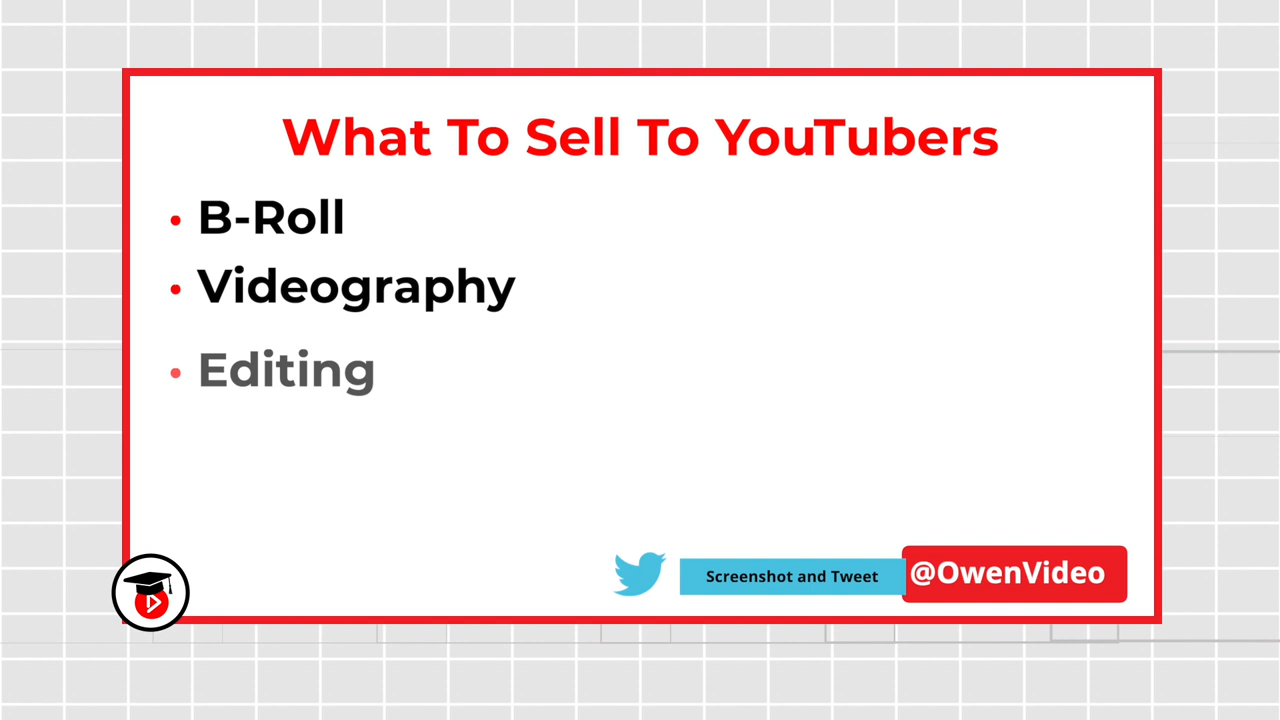 What To Sell To YouTubers
• B-Roll
• Videography
• Editing
Screenshot and Tweet
@OwenVideo